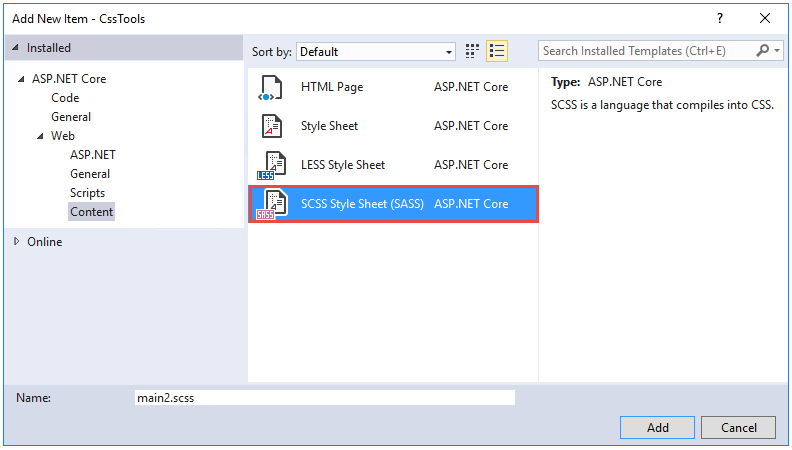 Add New Item - CssTools
?
Installed
Sort by: Default
Search Installed Templates (Ctrl+E)
ASP.NET Core
Code
General
Web
ASP.NET
General
Scripts
Content
Online
HTML Page ASP.NET Core
Style Sheet ASP.NET Core
LESS
LESS Style Sheet ASP.NET Core
SASS
SCSS Style Sheet (SASS) ASP.NET Core
Type: ASP.NET Core
SCSS is a language that compiles into CSS.
Name: main2.scss
Add Cancel